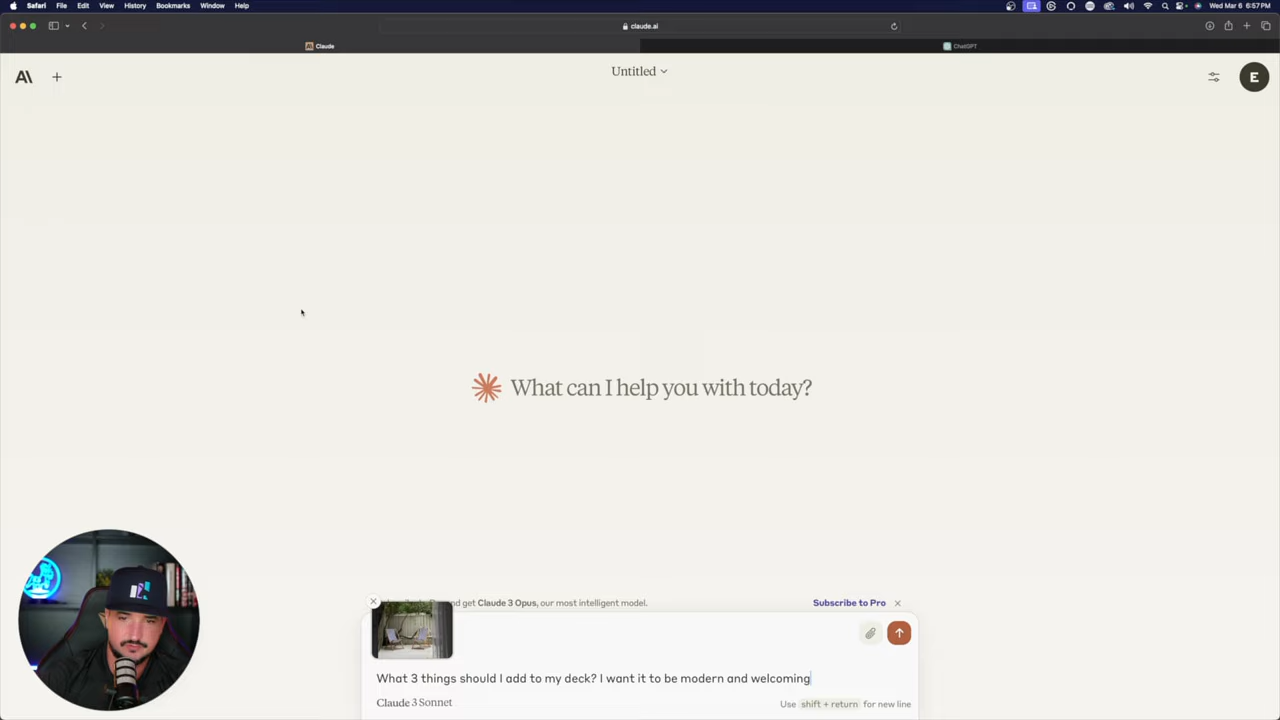 Safari File Edit View History Bookmarks Window Help
Wed Mar 6 6:57 PM
claude.ai
Claude
ChatGPT
A\
Untitled
E
What can I help you with today?
and get Claude 3 Opus, our most intelligent model.
Subscribe to Pro
What 3 things should I add to my deck? I want it to be modern and welcoming
Claude 3 Sonnet
Use shift + return for new line